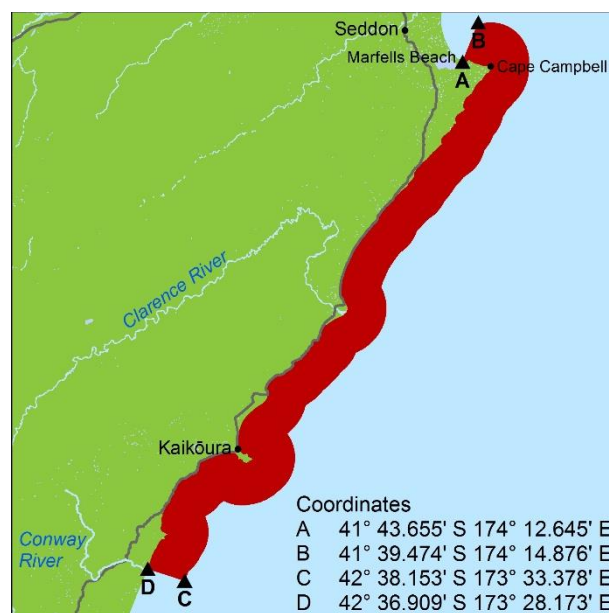 Seddon
B
Marfells Beach
A
Cape Campbell
Clarence River
Kaikōura
Conway
River
D
C
Coordinates
A 41° 43.655' S 174° 12.645' E
B 41° 39.474' S 174° 14.876' E
C 42° 38.153' S 173° 33.378' E
D 42° 36.909' S 173° 28.173' E